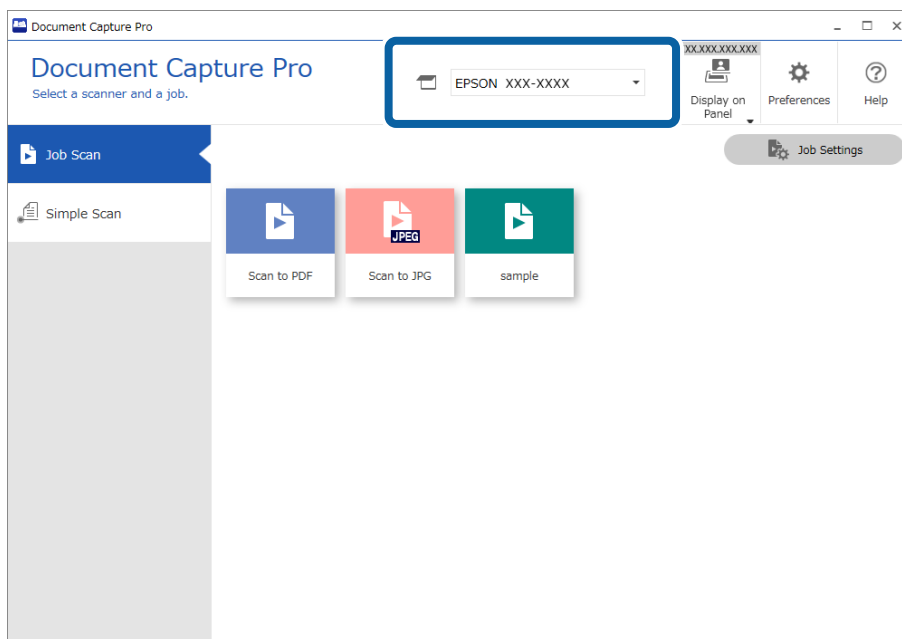 Document Capture Pro
Document Capture Pro
Select a scanner and a job.
EPSON XXX-XXXX
XX.XXX.XXX.XXX
Display on
Panel
Preferences
Help
Job Scan
Job Settings
Simple Scan
JPEG
Scan to PDF
Scan to JPG
sample